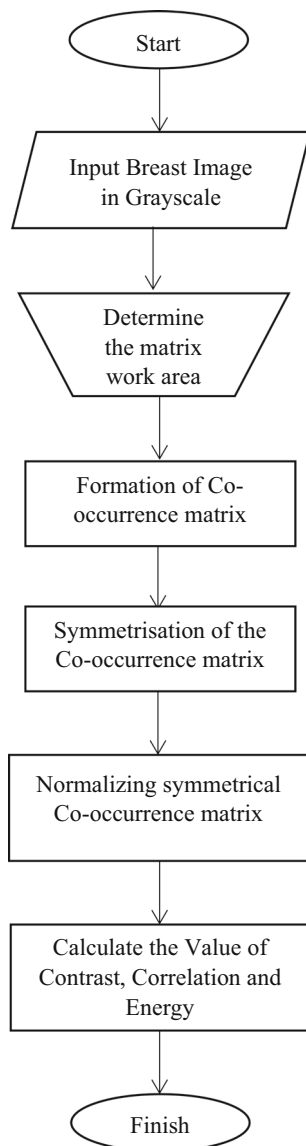 Start
Input Breast Image
in Grayscale
Determine
the matrix
work area
Formation of Co-
occurrence matrix
Symmetrisation of the
Co-occurrence matrix
Normalizing symmetrical
Co-occurrence matrix
Calculate the Value of
Contrast, Correlation and
Energy
Finish